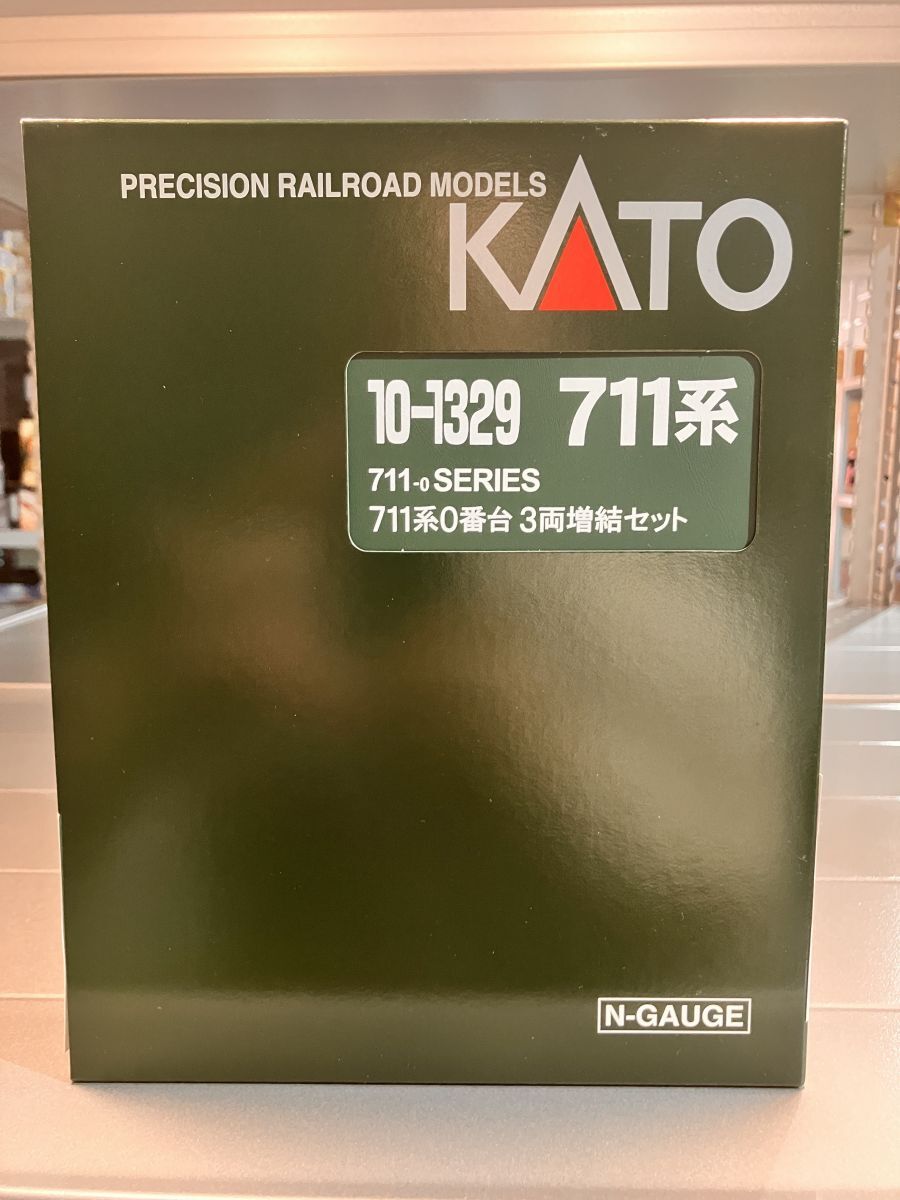 PRECISION RAILROAD MODELS
KATO
10-1329 711系
711-0 SERIES
711系0番台 3両増結セット
N-GAUGE